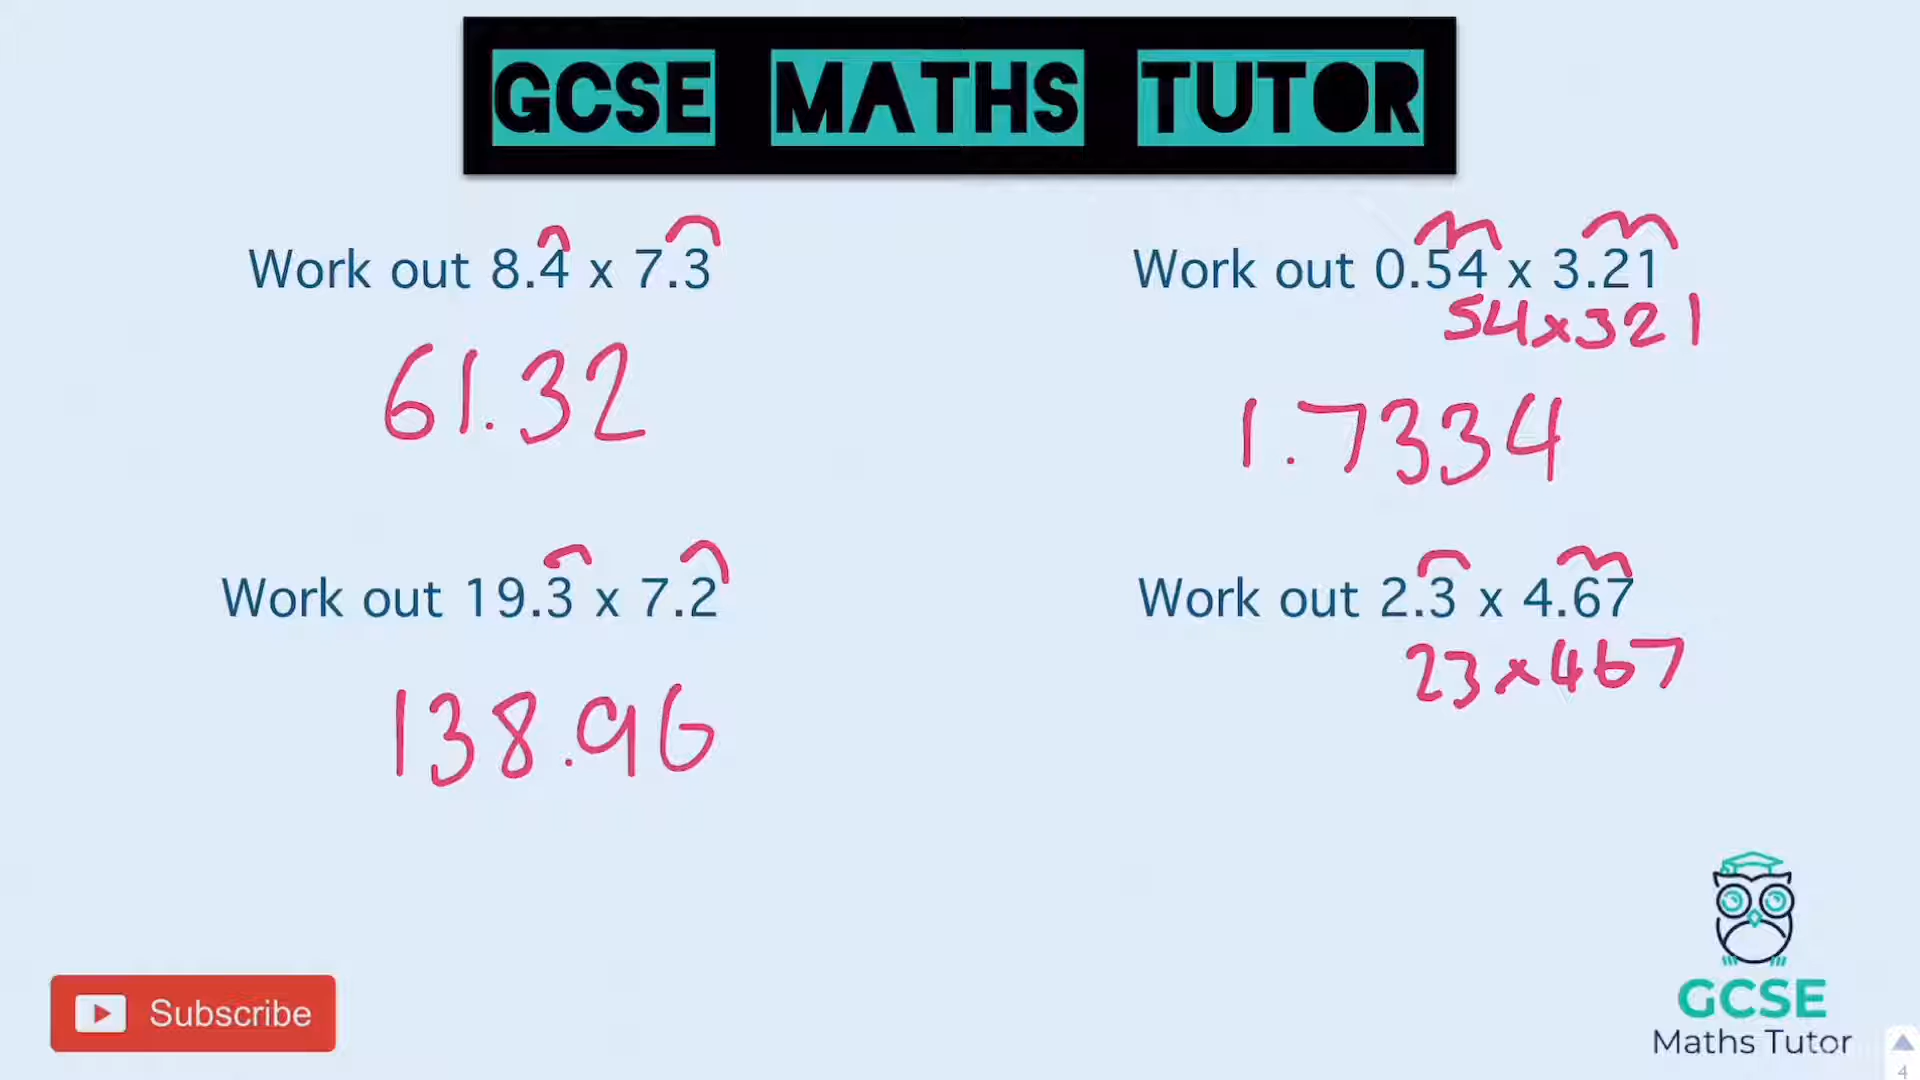 GCSE MATHS TUTOR
Work out 8.4 x 7.3
61.32
Work out 0.54 x 3.21
54x321
1.7334
Work out 19.3 x 7.2
138.96
Work out 2.3 x 4.67
23x467
Subscribe
GCSE
Maths Tutor
4